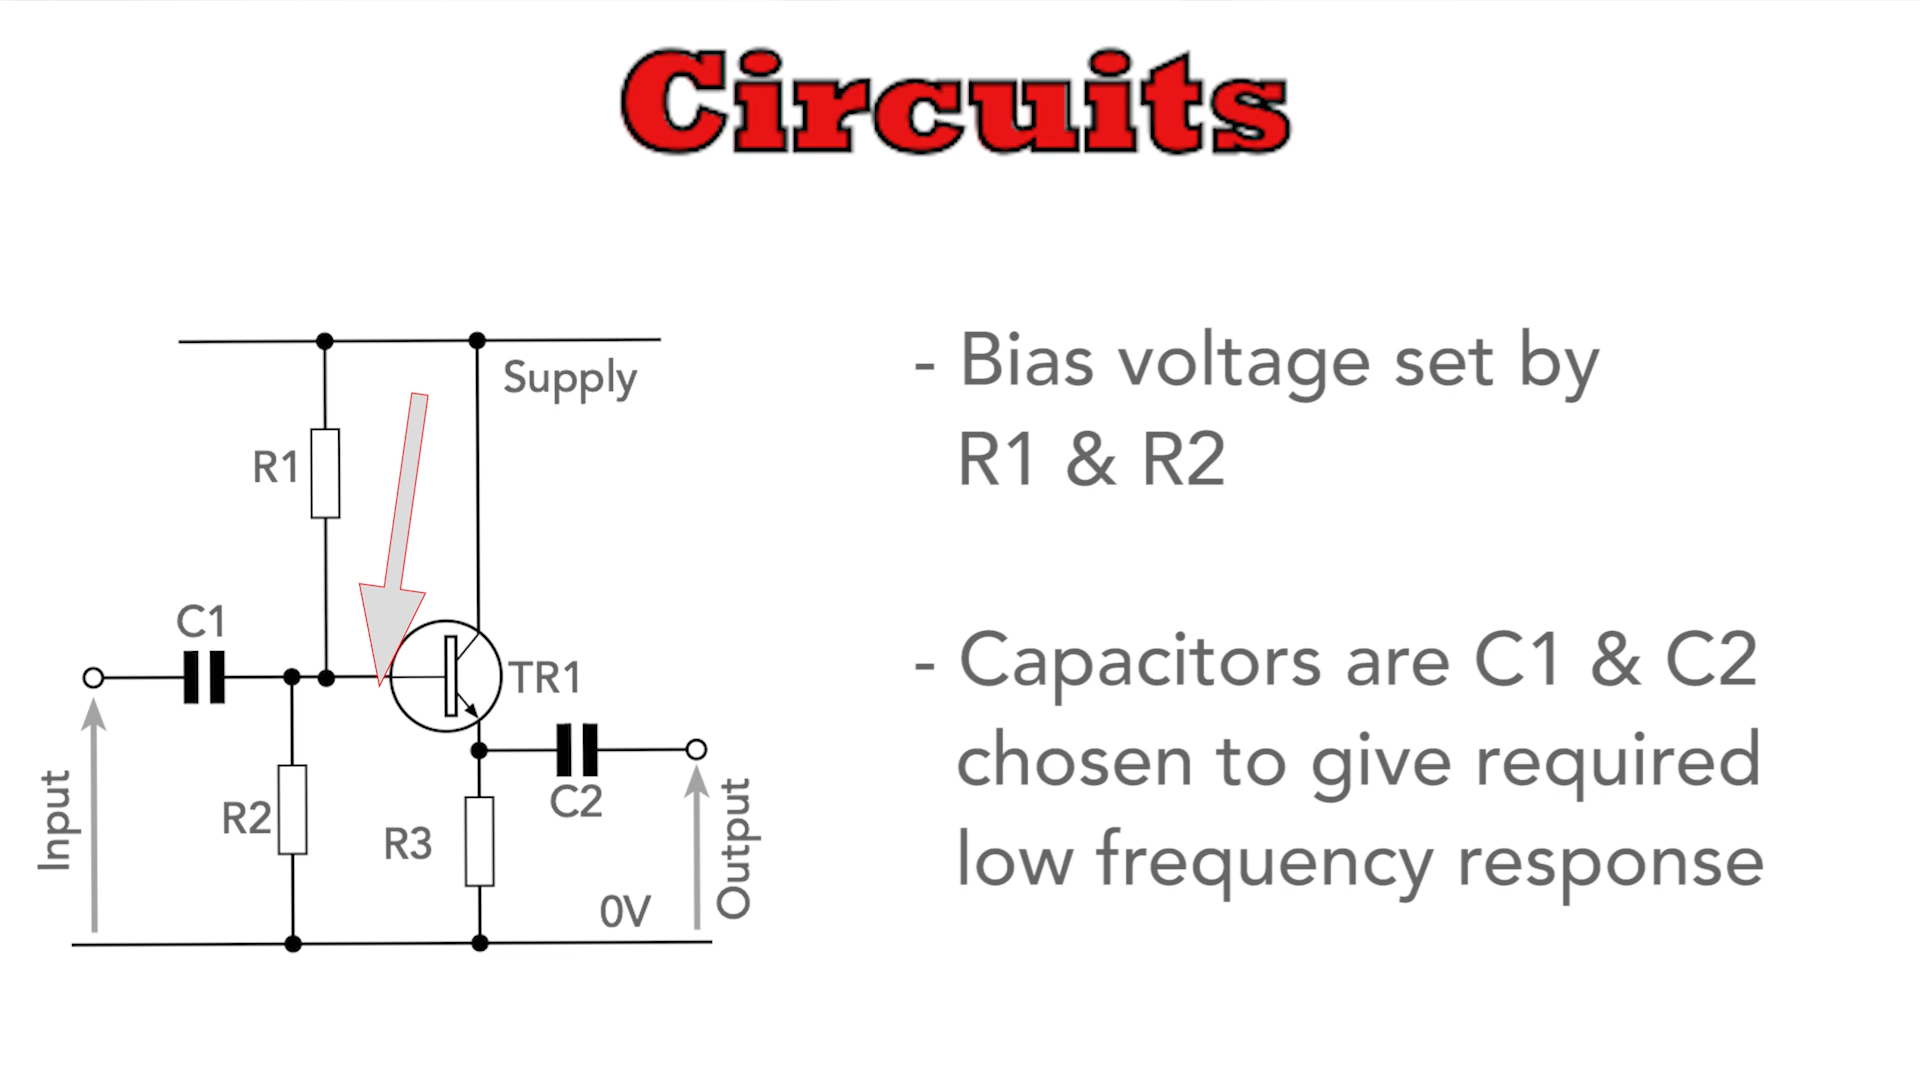 Circuits
Supply
R1
C1
TR1
C2
R2
R3
0V
Input
Output
- Bias voltage set by
R1 & R2
- Capacitors are C1 & C2
chosen to give required
low frequency response